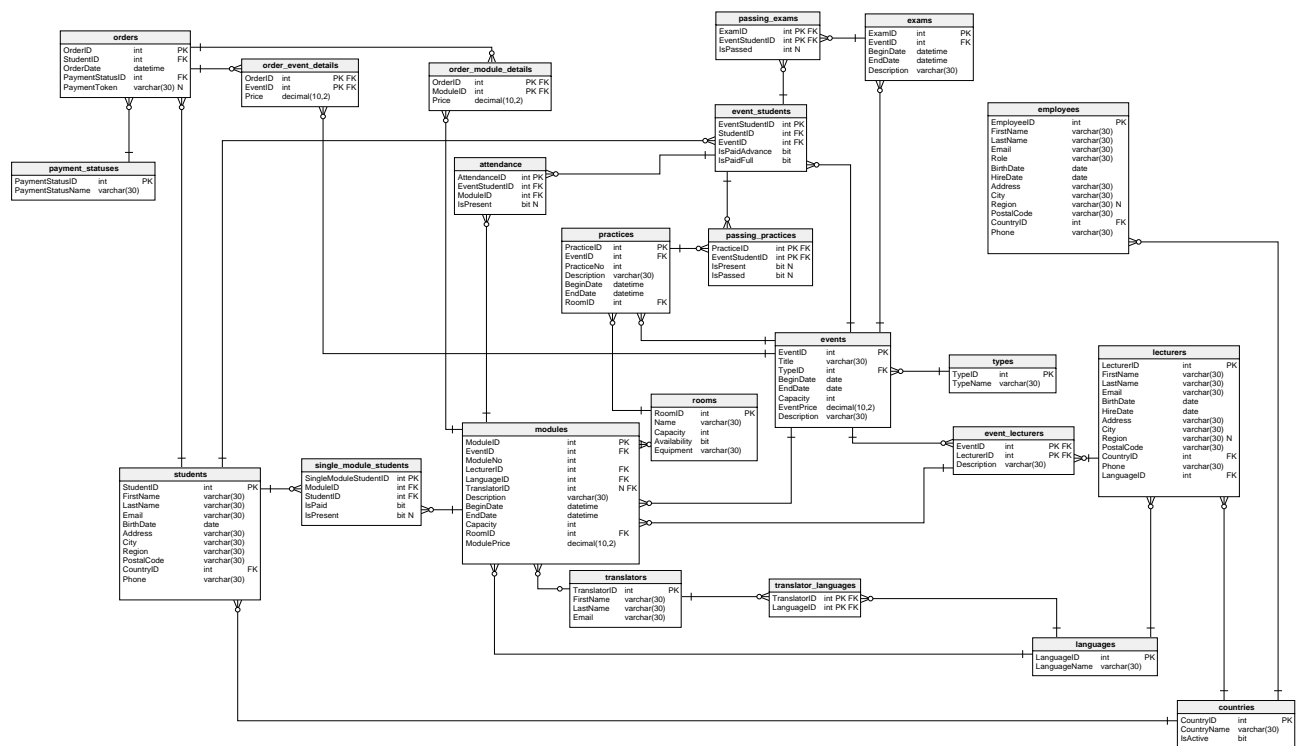 orders
OrderID int PK
StudentID int FK
OrderDate datetime
PaymentStatusID int FK
PaymentToken varchar(30) N
order_event_details
OrderID int PK FK
EventID int PK FK
Price decimal(10,2)
order_module_details
OrderID int PK FK
ModuleID int PK FK
Price decimal(10,2)
passing_exams
ExamID int PK FK
EventStudentID int PK FK
IsPassed int N
exams
ExamID int PK
EventID int FK
BeginDate datetime
EndDate datetime
Description varchar(30)
payment_statuses
PaymentStatusID int PK
PaymentStatusName varchar(30)
attendance
AttendanceID int PK
EventStudentID int FK
ModuleID int FK
IsPresent bit N
event_students
EventStudentID int PK
StudentID int FK
EventID int FK
IsPaidAdvance bit
IsPaidFull bit
employees
EmployeeID int PK
FirstName varchar(30)
LastName varchar(30)
Email varchar(30)
Role varchar(30)
BirthDate date
HireDate date
Address varchar(30)
City varchar(30)
Region varchar(30) N
PostalCode varchar(30)
CountryID int FK
Phone varchar(30)
practices
PracticeID int PK
EventID int FK
PracticeNo int
Description varchar(30)
BeginDate datetime
EndDate datetime
RoomID int FK
passing_practices
PracticeID int PK FK
EventStudentID int PK FK
IsPresent bit N
IsPassed bit N
events
EventID int PK
Title varchar(30)
TypeID int FK
BeginDate date
EndDate date
Capacity int
EventPrice decimal(10,2)
Description varchar(30)
types
TypeID int PK
TypeName varchar(30)
lecturers
LecturerID int PK
FirstName varchar(30)
LastName varchar(30)
Email varchar(30)
BirthDate date
HireDate date
Address varchar(30)
City varchar(30)
Region varchar(30) N
PostalCode varchar(30)
CountryID int FK
Phone varchar(30)
LanguageID int FK
rooms
RoomID int PK
Name varchar(30)
Capacity int
Availability bit
Equipment varchar(30)
modules
ModuleID int PK
EventID int FK
ModuleNo int
LecturerID int FK
LanguageID int FK
TranslatorID int N FK
Description varchar(30)
BeginDate datetime
EndDate datetime
Capacity int
RoomID int FK
ModulePrice decimal(10,2)
event_lecturers
EventID int PK FK
LecturerID int PK FK
Description varchar(30)
students
StudentID int PK
FirstName varchar(30)
LastName varchar(30)
Email varchar(30)
BirthDate date
Address varchar(30)
City varchar(30)
Region varchar(30)
PostalCode varchar(30)
CountryID int FK
Phone varchar(30)
single_module_students
SingleModuleStudentID int PK
ModuleID int FK
StudentID int FK
IsPaid bit
IsPresent bit N
translators
TranslatorID int PK
FirstName varchar(30)
LastName varchar(30)
Email varchar(30)
translator_languages
TranslatorID int PK FK
LanguageID int PK FK
languages
LanguageID int PK
LanguageName varchar(30)
countries
CountryID int PK
CountryName varchar(30)
IsActive bit